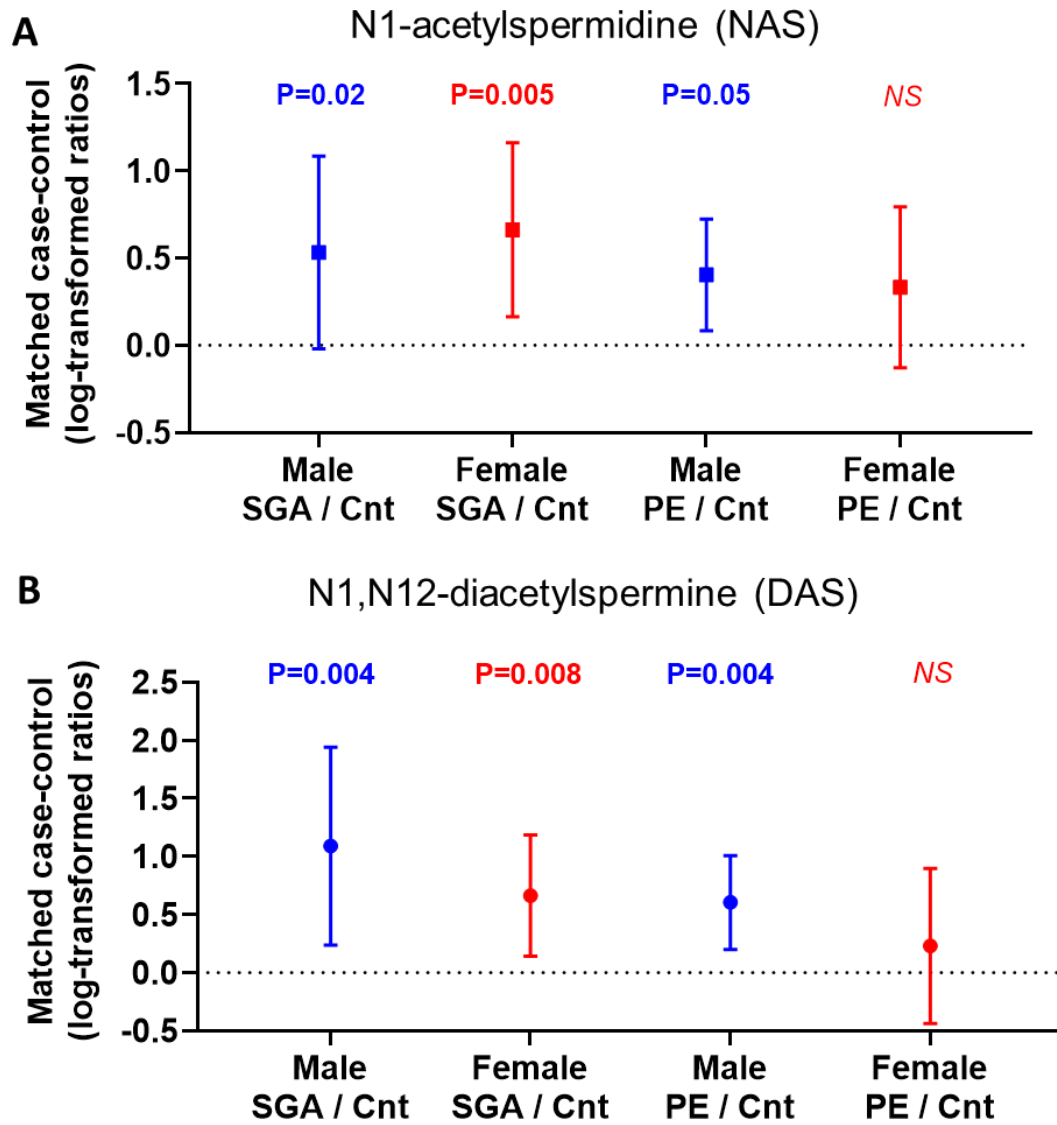 A
N1-acetylspermidine (NAS)
Matched case-control
(log-transformed ratios)
1.5
1.0
0.5
0.0
-0.5
P=0.02 P=0.005 P=0.05 NS
Male Female Male Female
SGA / Cnt SGA / Cnt PE / Cnt PE / Cnt
B
N1,N12-diacetylspermine (DAS)
Matched case-control
(log-transformed ratios)
2.5
2.0
1.5
1.0
0.5
0.0
-0.5
P=0.004 P=0.008 P=0.004 NS
Male Female Male Female
SGA / Cnt SGA / Cnt PE / Cnt PE / Cnt